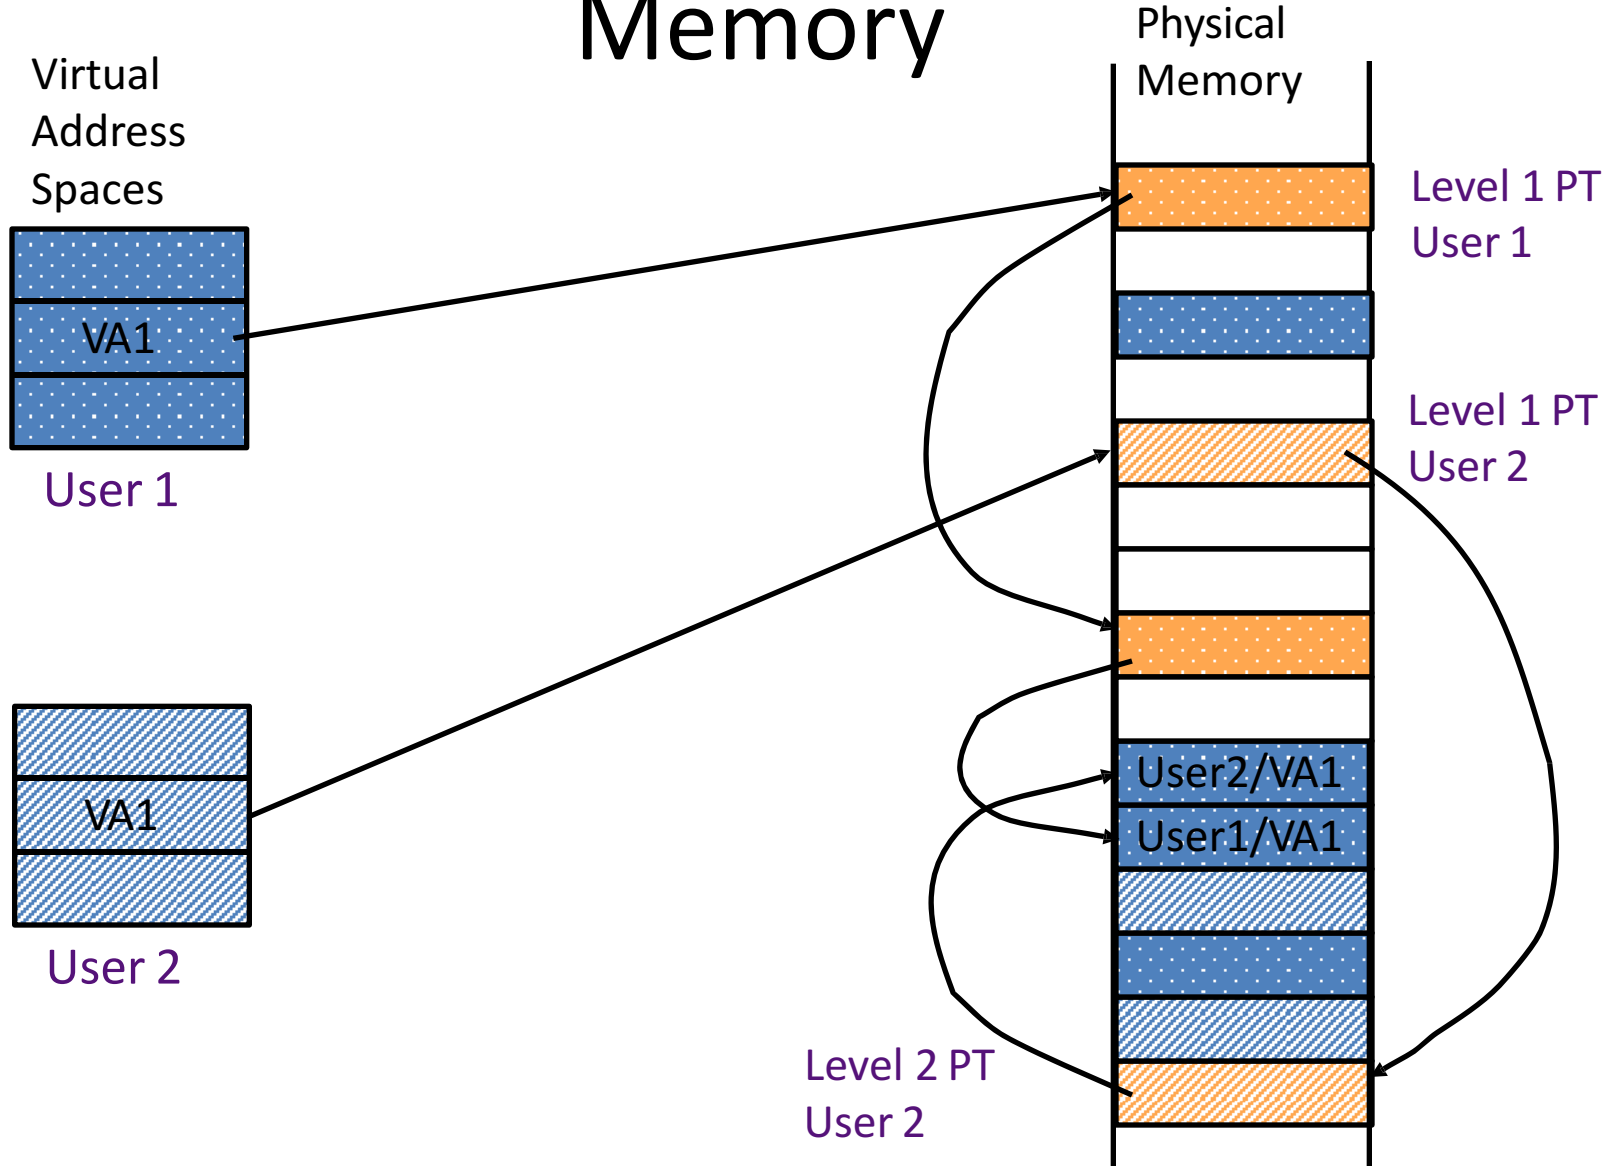 Memory
Physical
Memory
Virtual
Address
Spaces
Level 1 PT
User 1
VA1
Level 1 PT
User 2
User 1
User2/VA1
VA1
User1/VA1
User 2
Level 2 PT
User 2